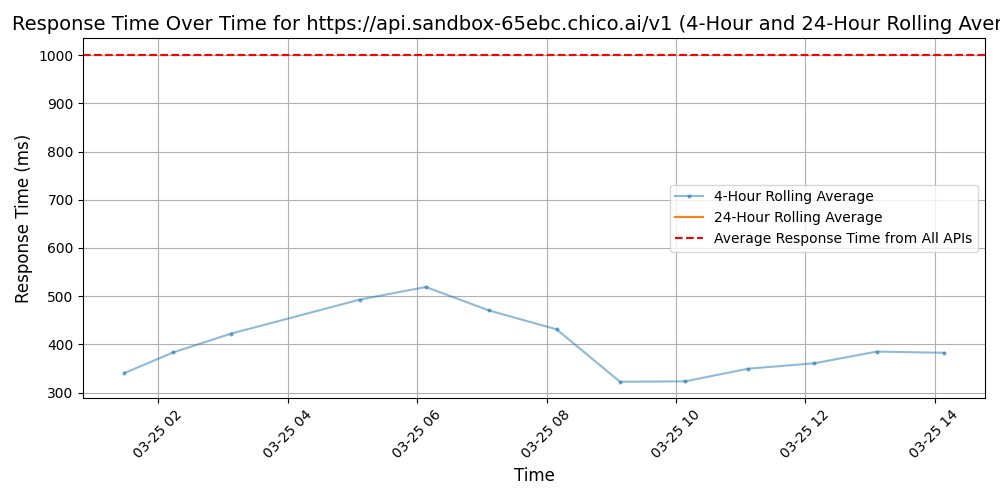 Response Time Over Time for https://api.sandbox-65ebc.chico.ai/v1 (4-Hour and 24-Hour Rolling Aver
Response Time (ms)
1000
900
800
700
600
500
400
300
4-Hour Rolling Average
24-Hour Rolling Average
Average Response Time from All APIs
03-25 02
03-25 04
03-25 06
03-25 08
03-25 10
03-25 12
03-25 14
Time